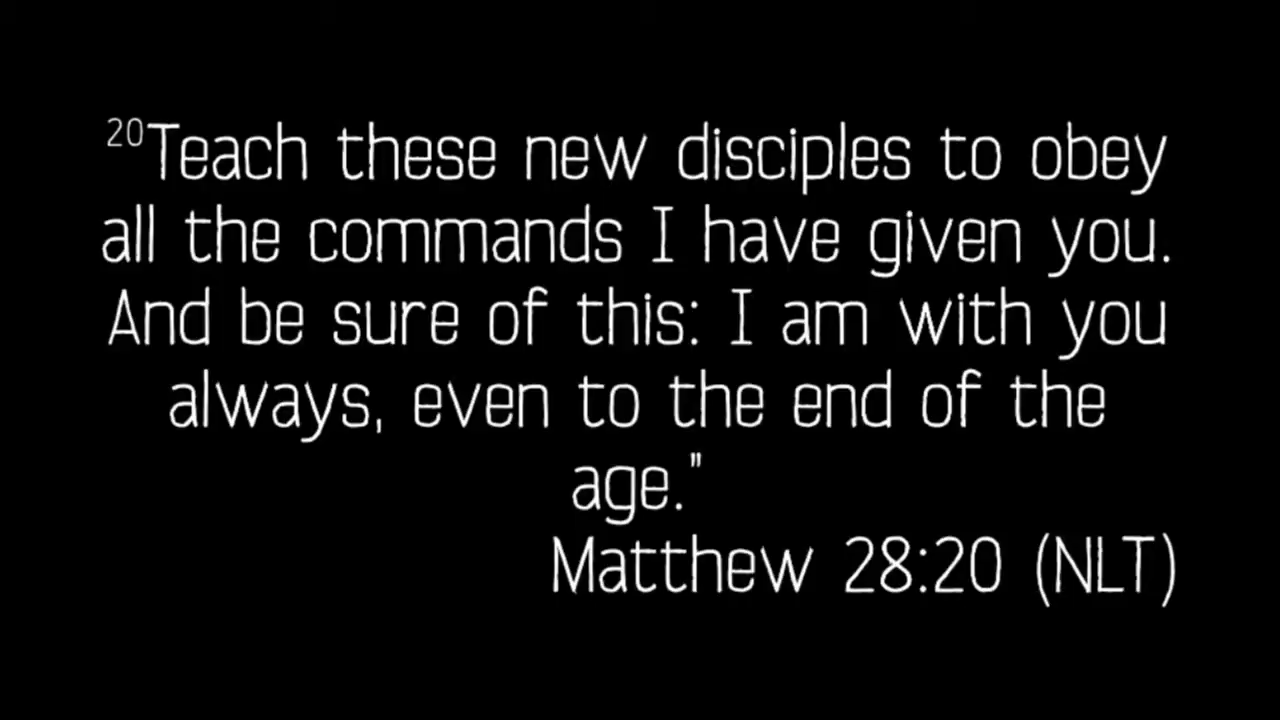 20Teach these new disciples to obey
all the commands I have given you.
And be sure of this: I am with you
always, even to the end of the
age."
Matthew 28:20 (NLT)